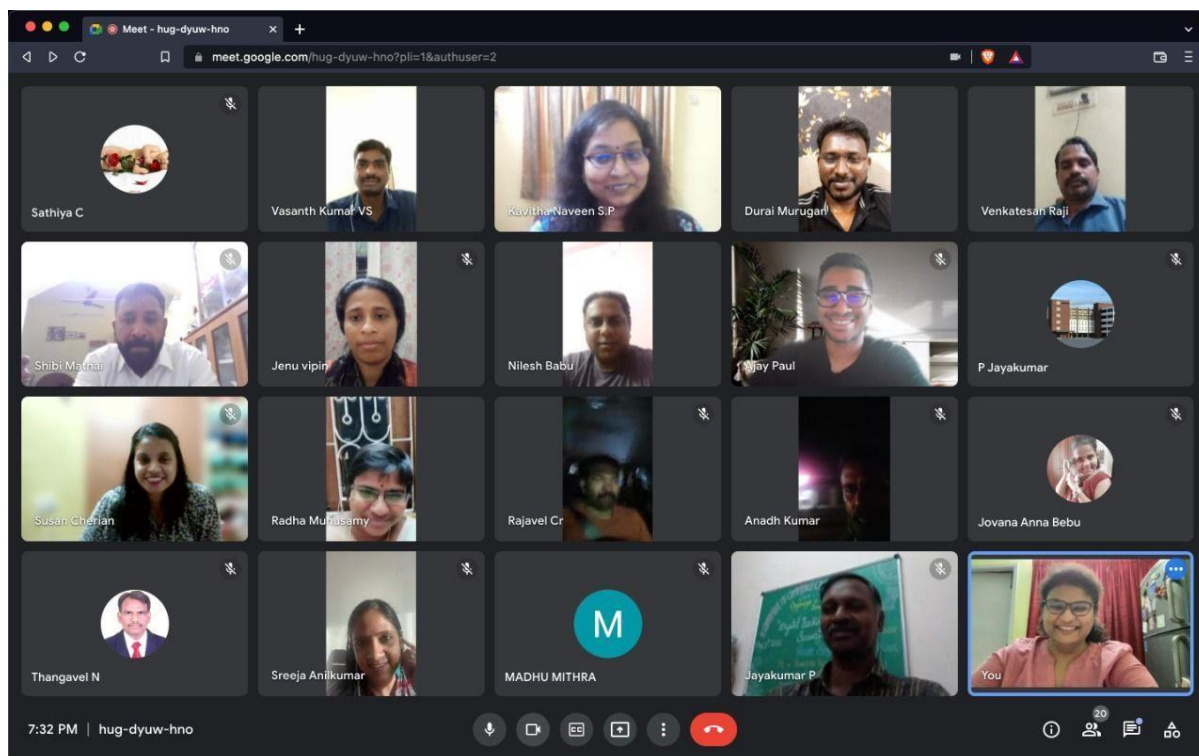 Meet - hug-dyuw-hno
meet.google.com/hug-dyuw-hno?pli=1&authuser=2
Sathiya C
Vasanth Kumar VS
Kavitha Naveen S.P
Durai Murugan
Venkatesan Raji
Shibi Mathai
Jenu vipin
Nilesh Babu
Ajay Paul
P Jayakumar
Susan Cherian
Radha Munusamy
Rajavel Cr
Anadh Kumar
Jovana Anna Bebu
Thangavel N
Sreeja Anilkumar
M
MADHU MITHRA
Jayakumar P
You
7:32 PM | hug-dyuw-hno
CC
20